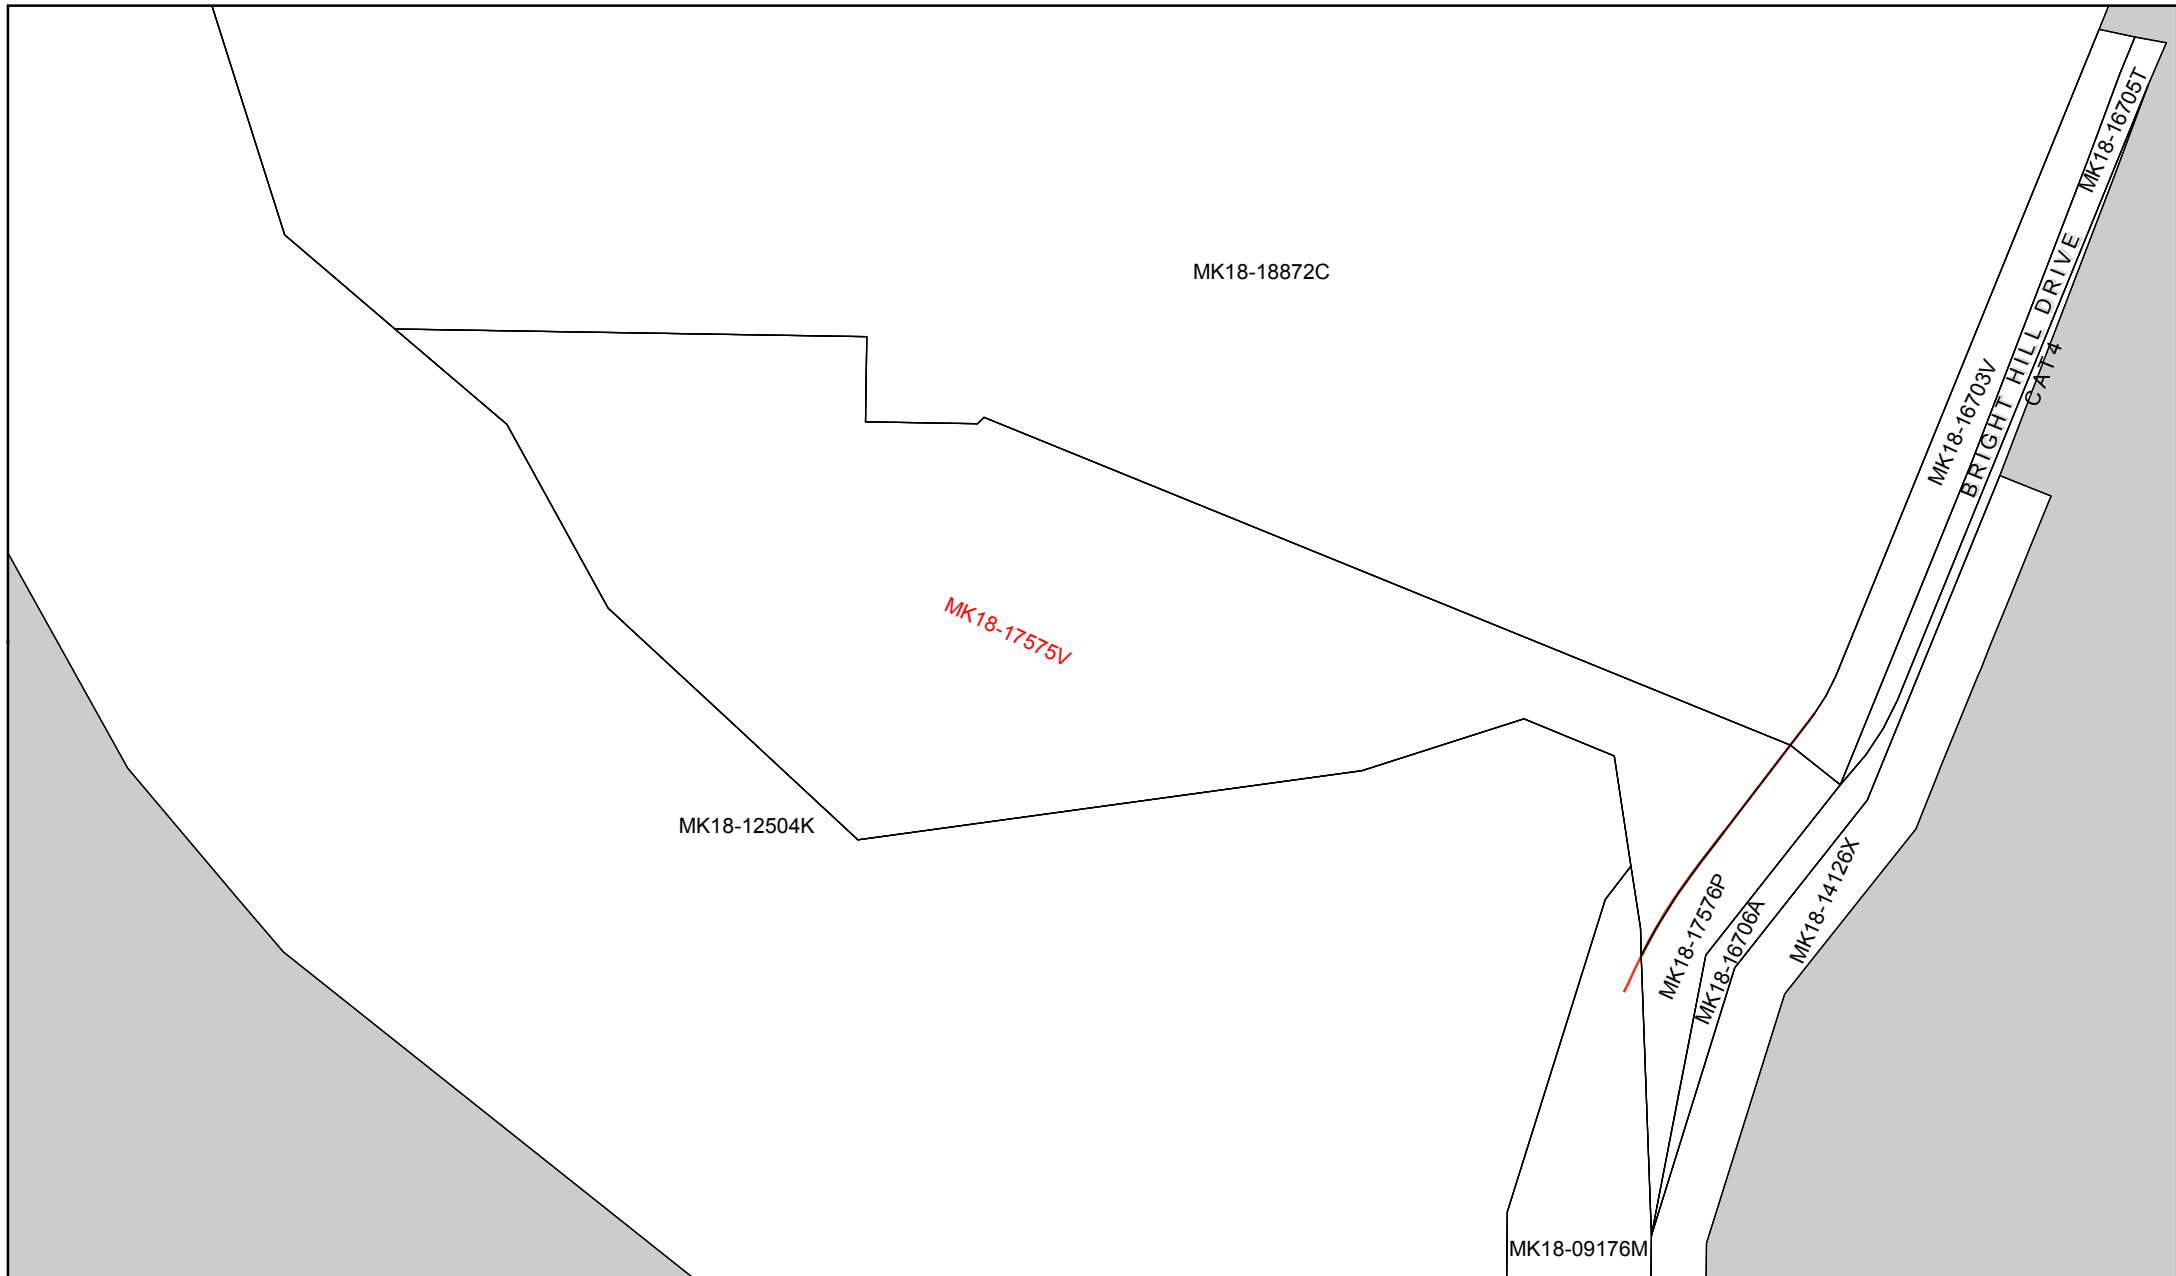 MK18-16705T
MK18-18872C
BRIGHT HILL DRIVE
CAT4
MK18-16703V
MK18-17575V
MK18-12504K
MK18-17576P
MK18-16706A
MK18-14126X
MK18-09176M